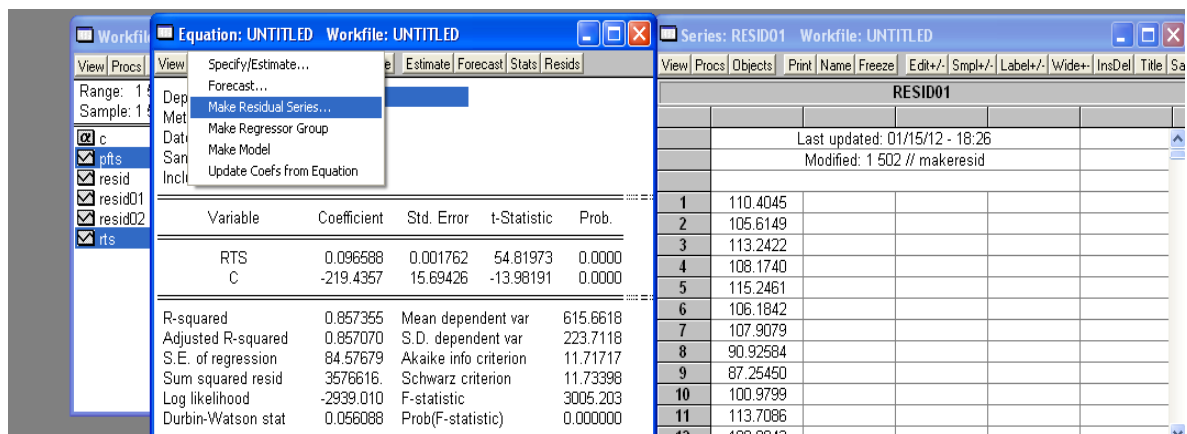 Workfil
View Procs
Range: 1
Sample: 1
c
pfts
resid
resid01
resid02
rts
Equation: UNTITLED Workfile: UNTITLED
View Estimate Forecast Stats Resids
Specify/Estimate...
Forecast...
Make Residual Series...
Make Regressor Group
Make Model
Update Coefs from Equation
Dep
Met
Dat
San
Incl
Variable Coefficient Std. Error t-Statistic Prob.
RTS 0.096588 0.001762 54.81973 0.0000
C -219.4357 15.69426 -13.98191 0.0000
R-squared 0.857355 Mean dependent var 615.6618
Adjusted R-squared 0.857070 S.D. dependent var 223.7118
S.E. of regression 84.57679 Akaike info criterion 11.71717
Sum squared resid 3576616. Schwarz criterion 11.73398
Log likelihood -2939.010 F-statistic 3005.203
Durbin-Watson stat 0.056088 Prob(F-statistic) 0.000000
Series: RESID01 Workfile: UNTITLED
View Procs Objects Print Name Freeze Edit+/- Smpl+/- Label+/- Wide+- InsDel Title Sa
RESID01
Last updated: 01/15/12 - 18:26
Modified: 1 502 // makeresid
1 110.4045
2 105.6149
3 113.2422
4 108.1740
5 115.2461
6 106.1842
7 107.9079
8 90.92584
9 87.25450
10 100.9799
11 113.7086